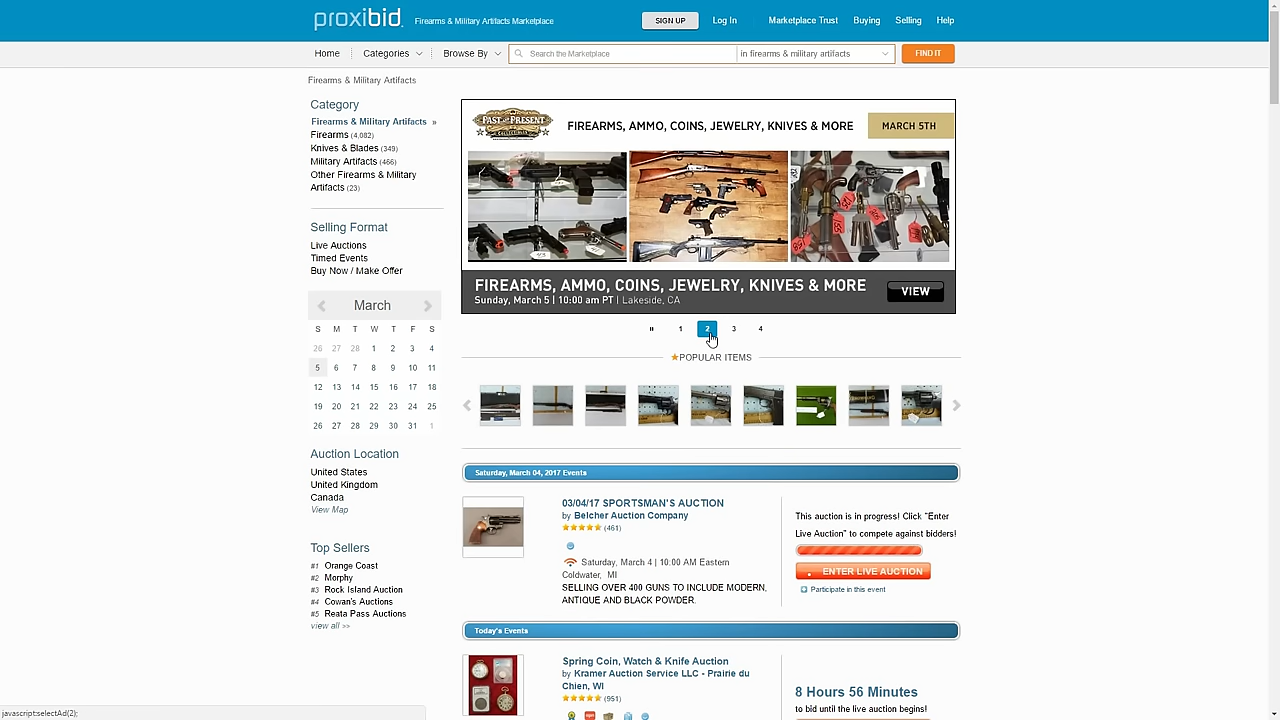 proxibid. Firearms & Military Artifacts Marketplace
SIGN UP Log In Marketplace Trust Buying Selling Help
Home Categories Browse By Search the Marketplace in firearms & military artifacts FIND IT
Firearms & Military Artifacts
Category
Firearms & Military Artifacts »
Firearms (4,082)
Knives & Blades (349)
Military Artifacts (466)
Other Firearms & Military
Artifacts (23)
Selling Format
Live Auctions
Timed Events
Buy Now / Make Offer
March
S M T W T F S
26 27 28 1 2 3 4
5 6 7 8 9 10 11
12 13 14 15 16 17 18
19 20 21 22 23 24 25
26 27 28 29 30 31 1
Auction Location
United States
United Kingdom
Canada
View Map
Top Sellers
#1 Orange Coast
#2 Morphy
#3 Rock Island Auction
#4 Cowan's Auctions
#5 Reata Pass Auctions
view all >>
PAST OR PRESENT
FIREARMS, AMMO, COINS, JEWELRY, KNIVES & MORE
MARCH 5TH
FIREARMS, AMMO, COINS, JEWELRY, KNIVES & MORE
Sunday, March 5 | 10:00 am PT | Lakeside, CA
VIEW
1 2 3 4
POPULAR ITEMS
Saturday, March 04, 2017 Events
03/04/17 SPORTSMAN'S AUCTION
by Belcher Auction Company
(461)
Saturday, March 4 | 10:00 AM Eastern
Coldwater, MI
SELLING OVER 400 GUNS TO INCLUDE MODERN,
ANTIQUE AND BLACK POWDER.
This auction is in progress! Click "Enter
Live Auction" to compete against bidders!
ENTER LIVE AUCTION
Participate in this event
Today's Events
Spring Coin, Watch & Knife Auction
by Kramer Auction Service LLC - Prairie du
Chien, WI
(951)
8 Hours 56 Minutes
to bid until the live auction begins!
javascript:selectAd(2);